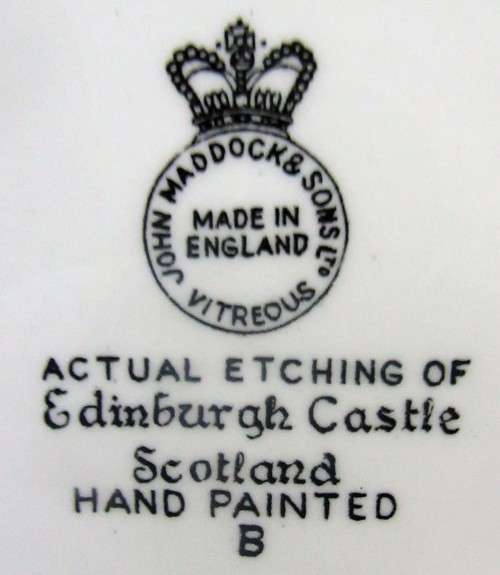 JOHN MADDOCK & SONS LTD
MADE IN
ENGLAND
VITREOUS
ACTUAL ETCHING OF
Edinburgh Castle
Scotland
HAND PAINTED
B